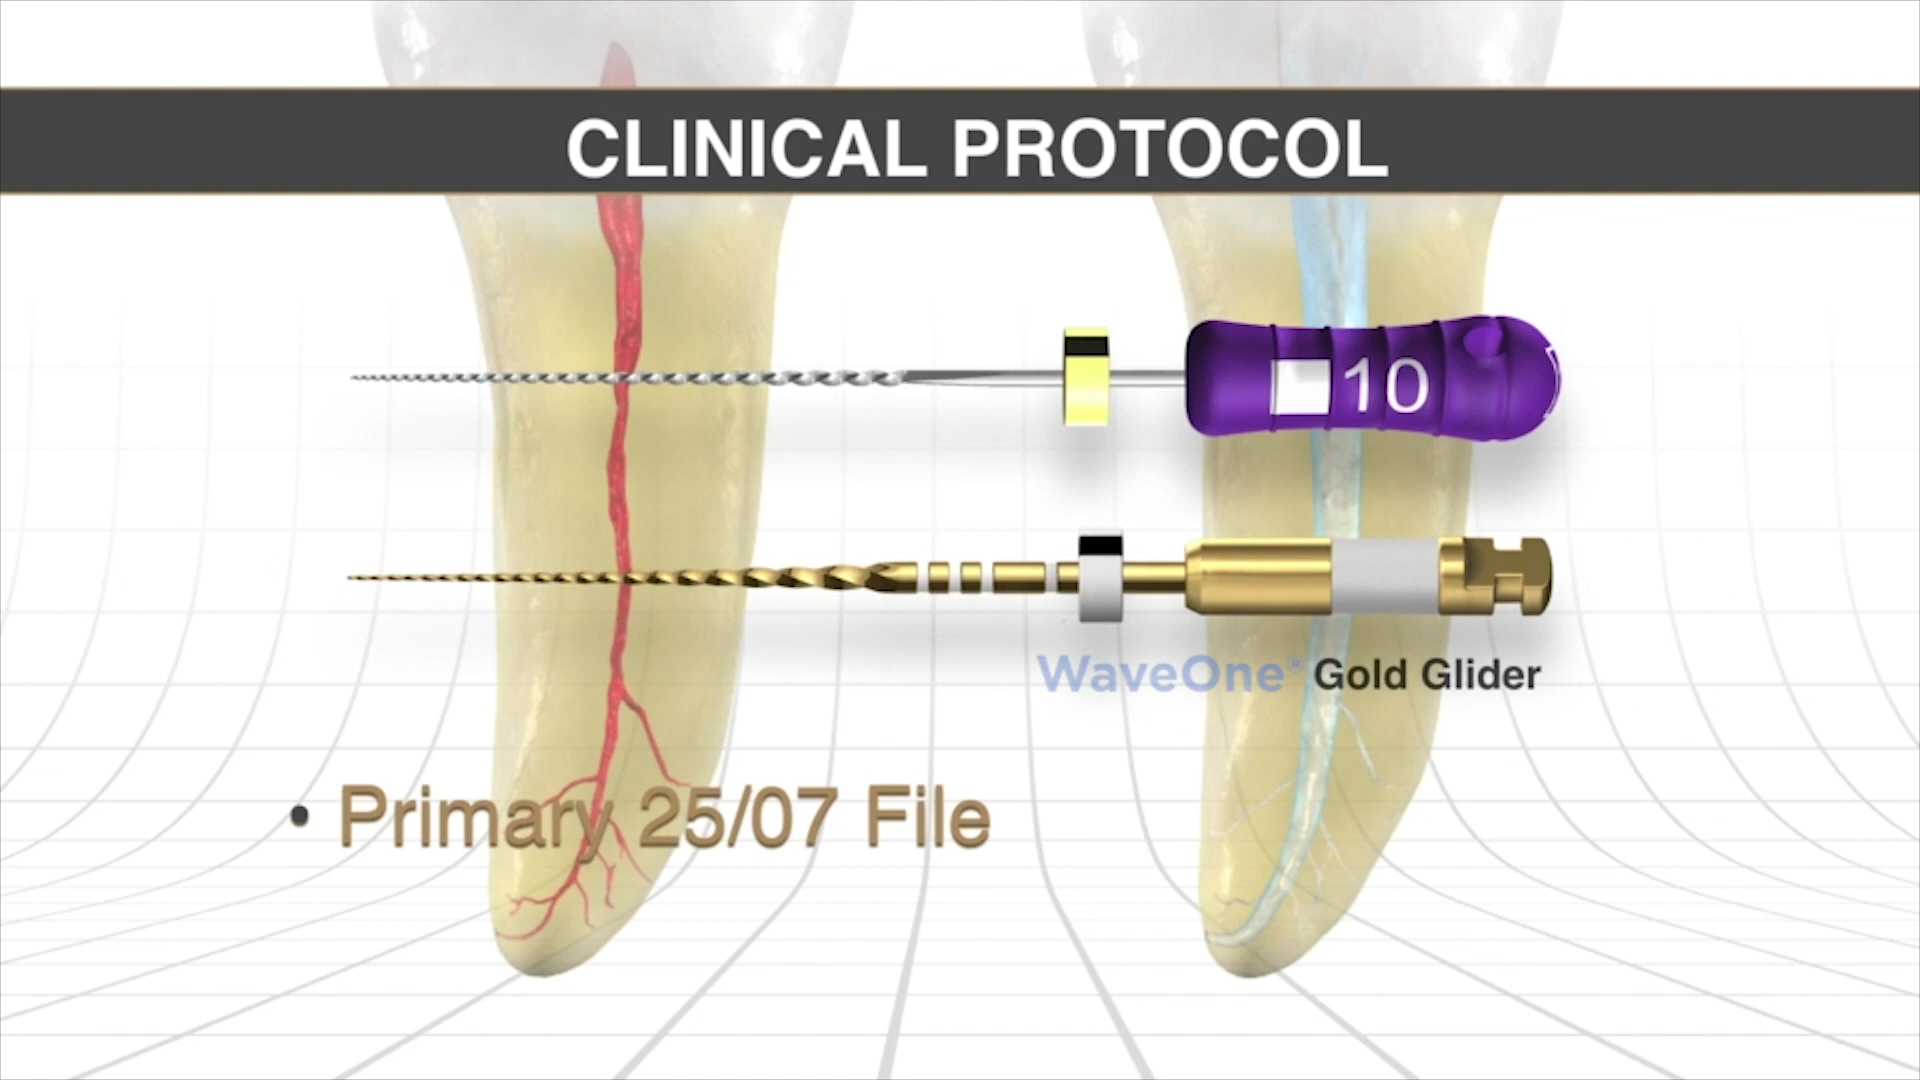 CLINICAL PROTOCOL
10
WaveOne® Gold Glider
• Primary 25/07 File